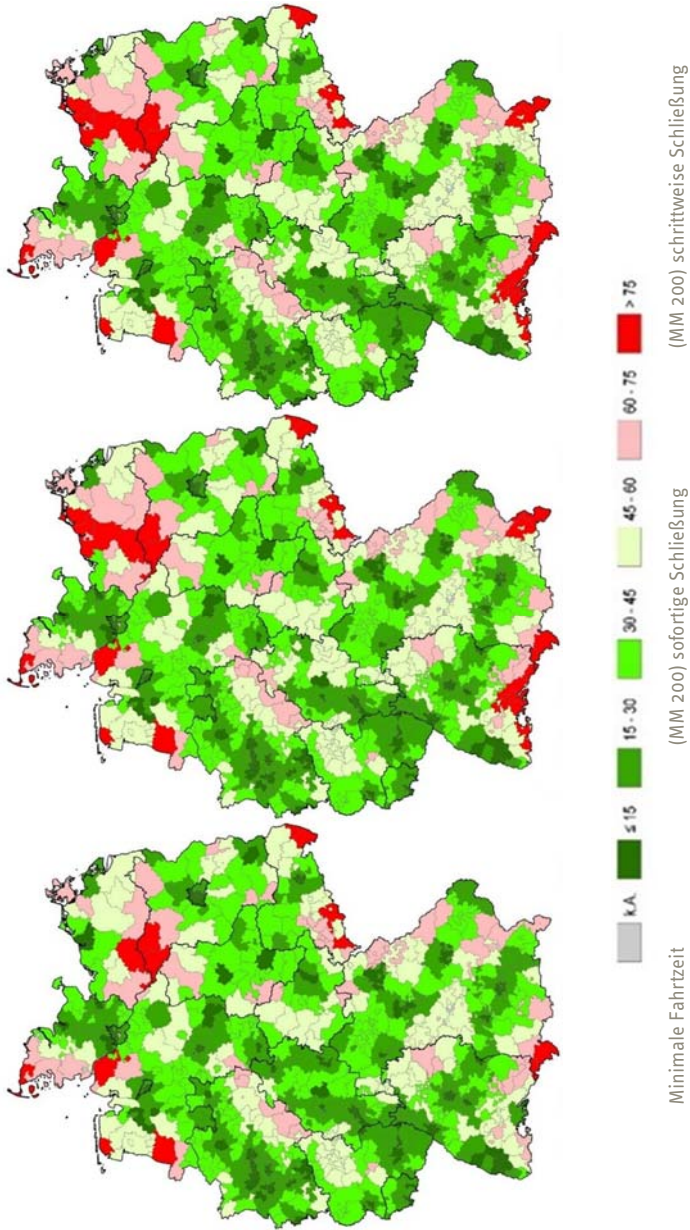 Minimale Fahrtzeit
(MM 200) sofortige Schließung
(MM 200) schrittweise Schließung
k.A.
≤ 15
15 - 30
30 - 45
45 - 60
60 - 75
> 75